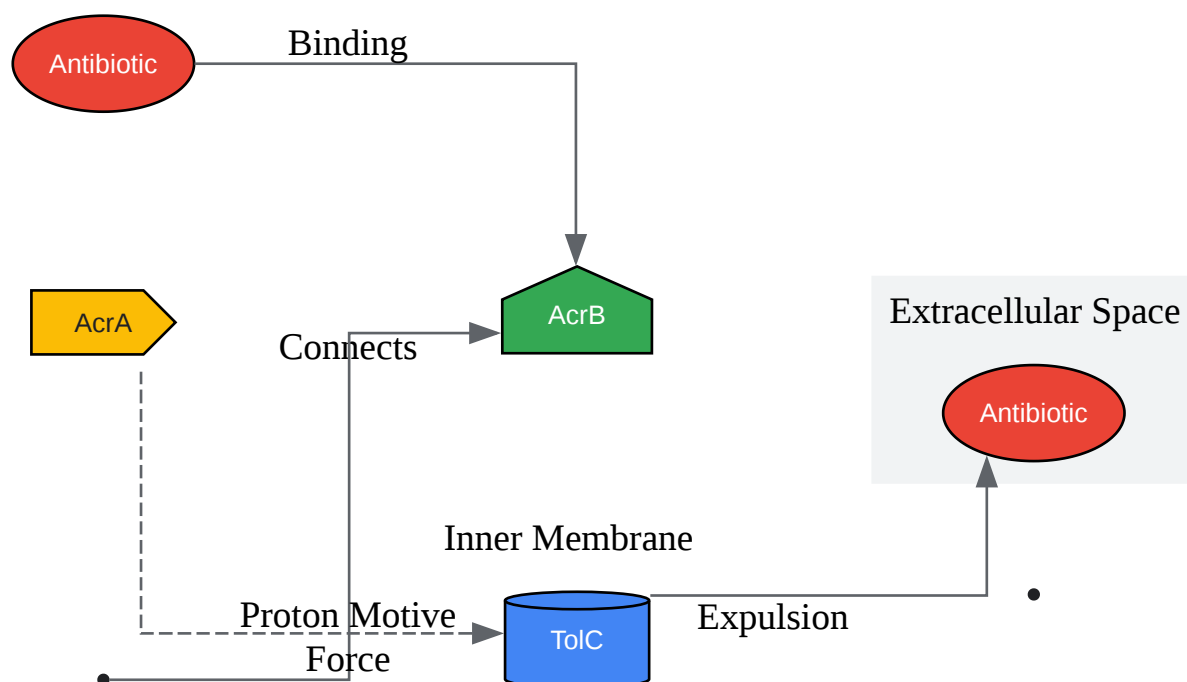 Binding
Antibiotic
AcrA
Connects
AcrB
Extracellular Space
Antibiotic
Inner Membrane
Proton Motive
Force
TolC
Expulsion